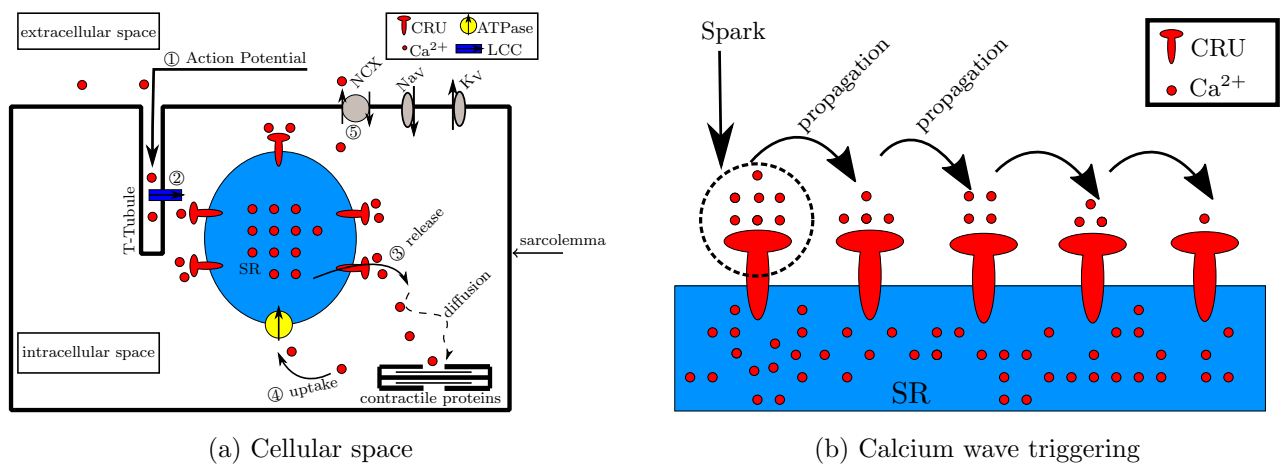 extracellular space
CRU
ATPase
Ca²⁺
LCC
① Action Potential
NCX
Naᵥ
Kᵥ
⑤
②
T-Tubule
SR
③ release
sarcolemma
diffusion
intracellular space
④ uptake
contractile proteins
(a) Cellular space
Spark
propagation
propagation
CRU
Ca²⁺
SR
(b) Calcium wave triggering